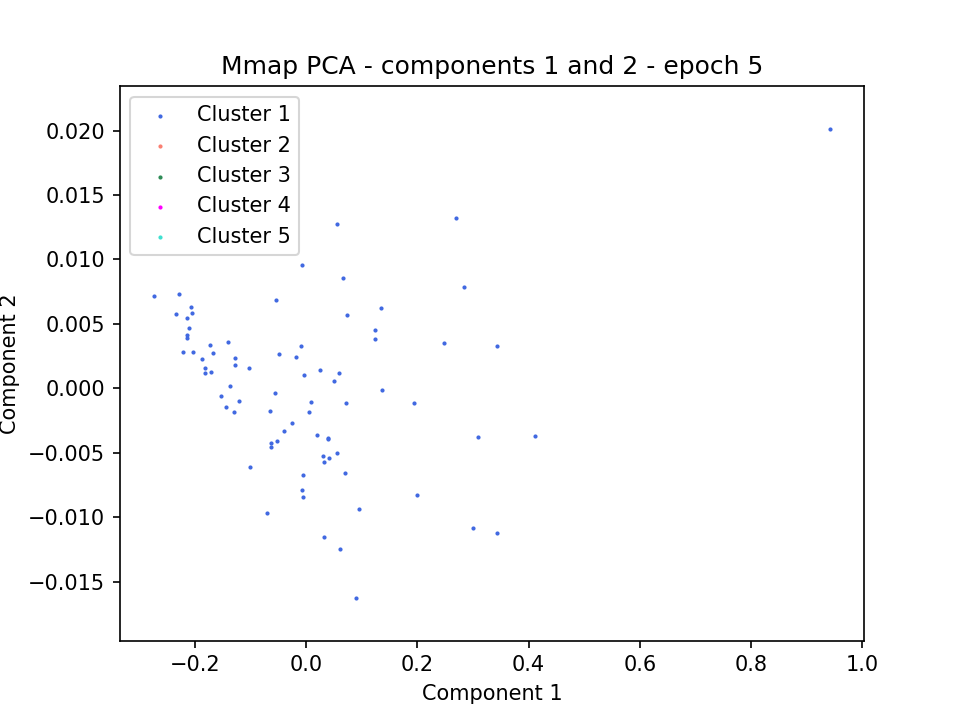 Mmap PCA - components 1 and 2 - epoch 5
Cluster 1
Cluster 2
Cluster 3
Cluster 4
Cluster 5
0.020
0.015
0.010
0.005
0.000
−0.005
−0.010
−0.015
Component 2
−0.2 0.0 0.2 0.4 0.6 0.8 1.0
Component 1